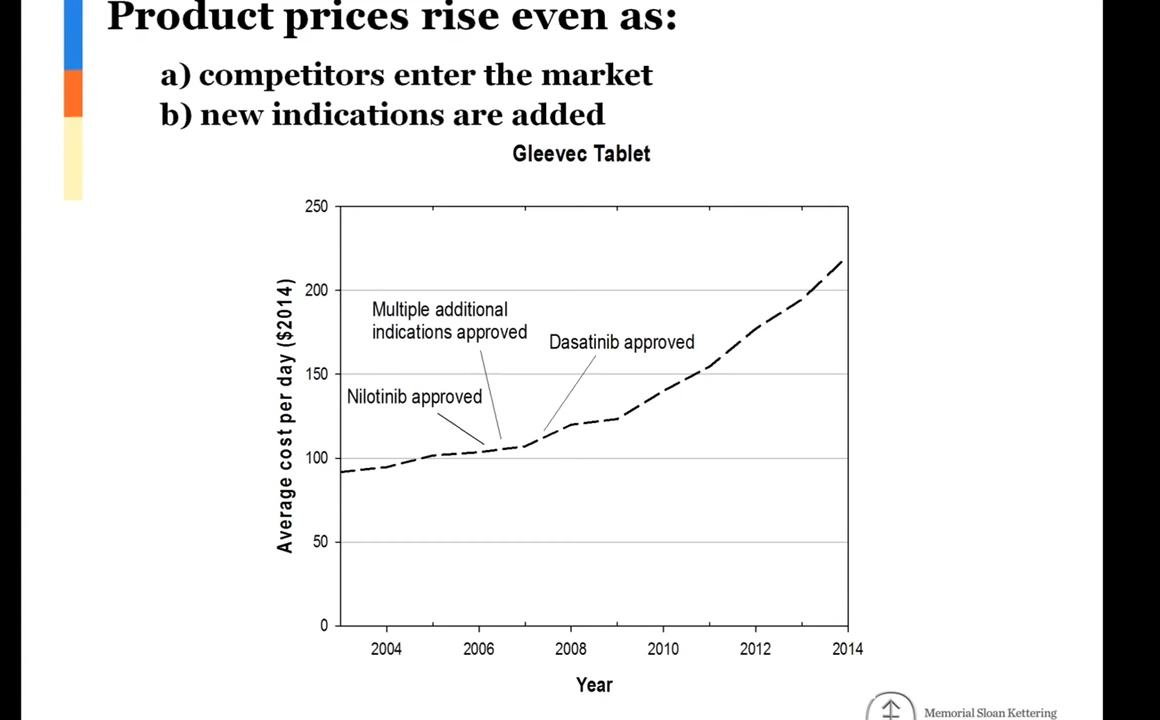 Product prices rise even as:
a) competitors enter the market
b) new indications are added
Gleevec Tablet
250
200
150
100
50
0
Average cost per day ($2014)
Multiple additional
indications approved
Dasatinib approved
Nilotinib approved
2004
2006
2008
2010
2012
2014
Year
Memorial Sloan Kettering